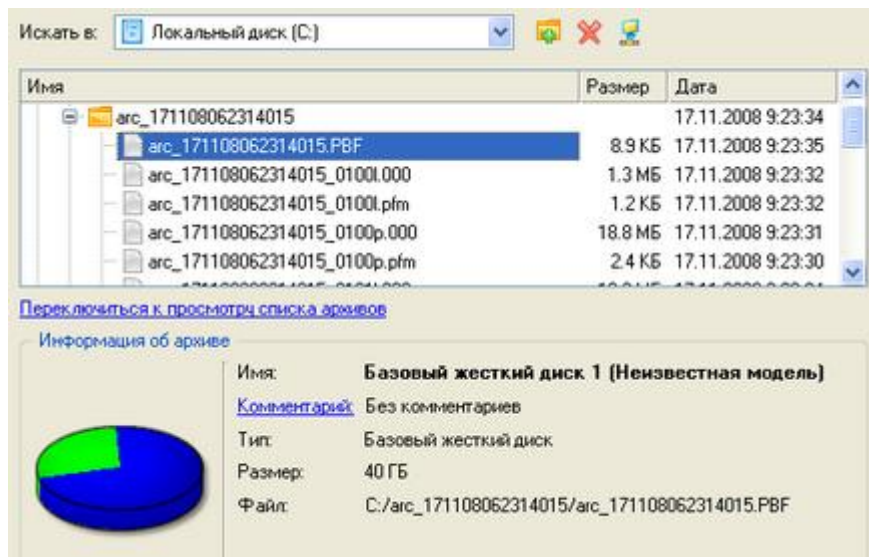 Искать в: Локальный диск (C:)
Имя Размер Дата
arc_171108062314015 17.11.2008 9:23:34
arc_171108062314015.PBF 8.9 КБ 17.11.2008 9:23:35
arc_171108062314015_0100l.000 1.3 МБ 17.11.2008 9:23:32
arc_171108062314015_0100l.pfm 1.2 КБ 17.11.2008 9:23:32
arc_171108062314015_0100p.000 18.8 МБ 17.11.2008 9:23:31
arc_171108062314015_0100p.pfm 2.4 КБ 17.11.2008 9:23:30
Переключиться к просмотру списка архивов
Информация об архиве
Имя: Базовый жесткий диск 1 (Неизвестная модель)
Комментарий: Без комментариев
Тип: Базовый жесткий диск
Размер: 40 ГБ
Файл: C:/arc_171108062314015/arc_171108062314015.PBF